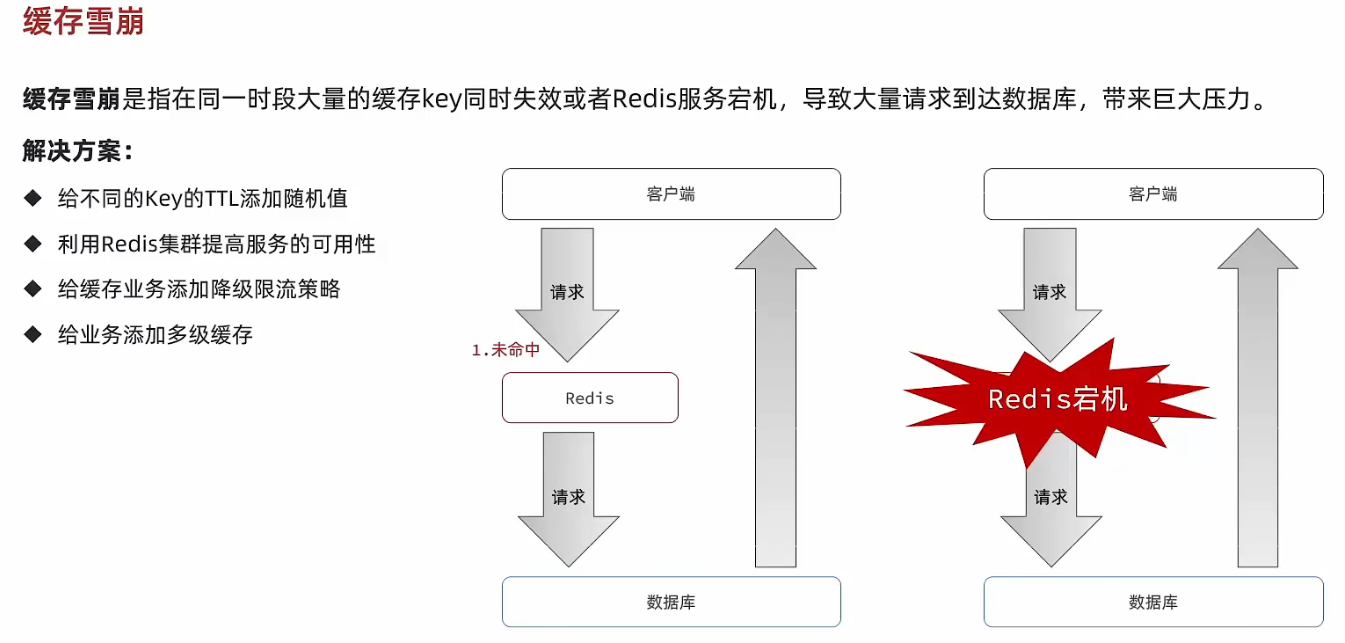 缓存雪崩
缓存雪崩是指在同一时段大量的缓存key同时失效或者Redis服务宕机，导致大量请求到达数据库，带来巨大压力。
解决方案：
◆ 给不同的Key的TTL添加随机值
◆ 利用Redis集群提高服务的可用性
◆ 给缓存业务添加降级限流策略
◆ 给业务添加多级缓存
客户端
请求
1.未命中
Redis
请求
数据库
客户端
请求
Redis宕机
请求
数据库